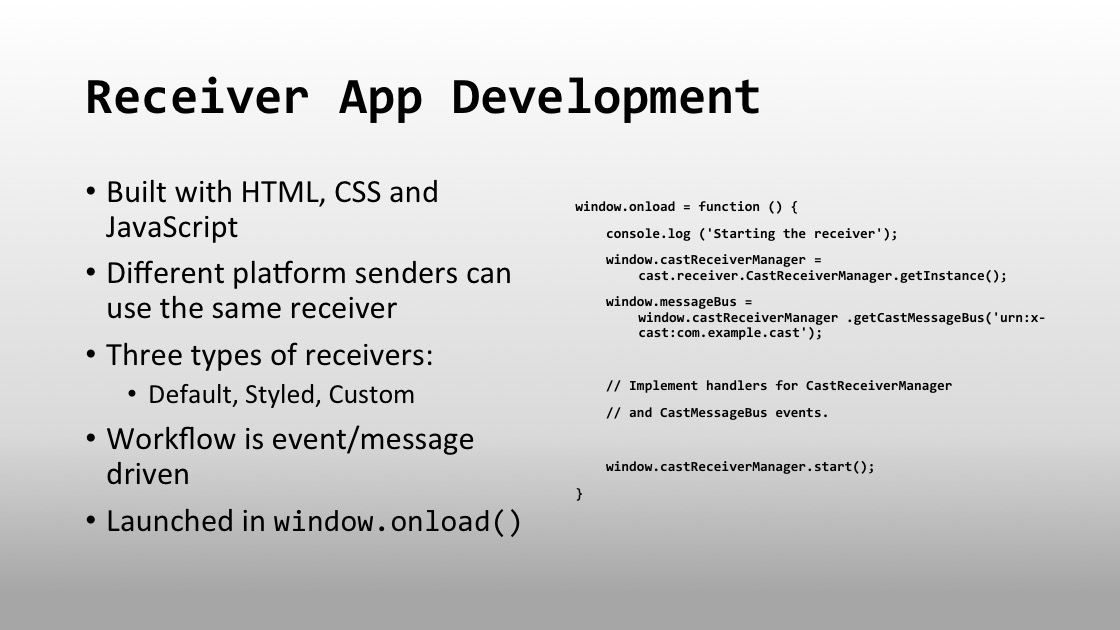 Receiver App Development
• Built with HTML, CSS and
JavaScript
• Different platform senders can
use the same receiver
• Three types of receivers:
• Default, Styled, Custom
• Workflow is event/message
driven
• Launched in window.onload()
window.onload = function () {
console.log ('Starting the receiver');
window.castReceiverManager =
cast.receiver.CastReceiverManager.getInstance();
window.messageBus =
window.castReceiverManager .getCastMessageBus('urn:x-
cast:com.example.cast');
// Implement handlers for CastReceiverManager
// and CastMessageBus events.
window.castReceiverManager.start();
}